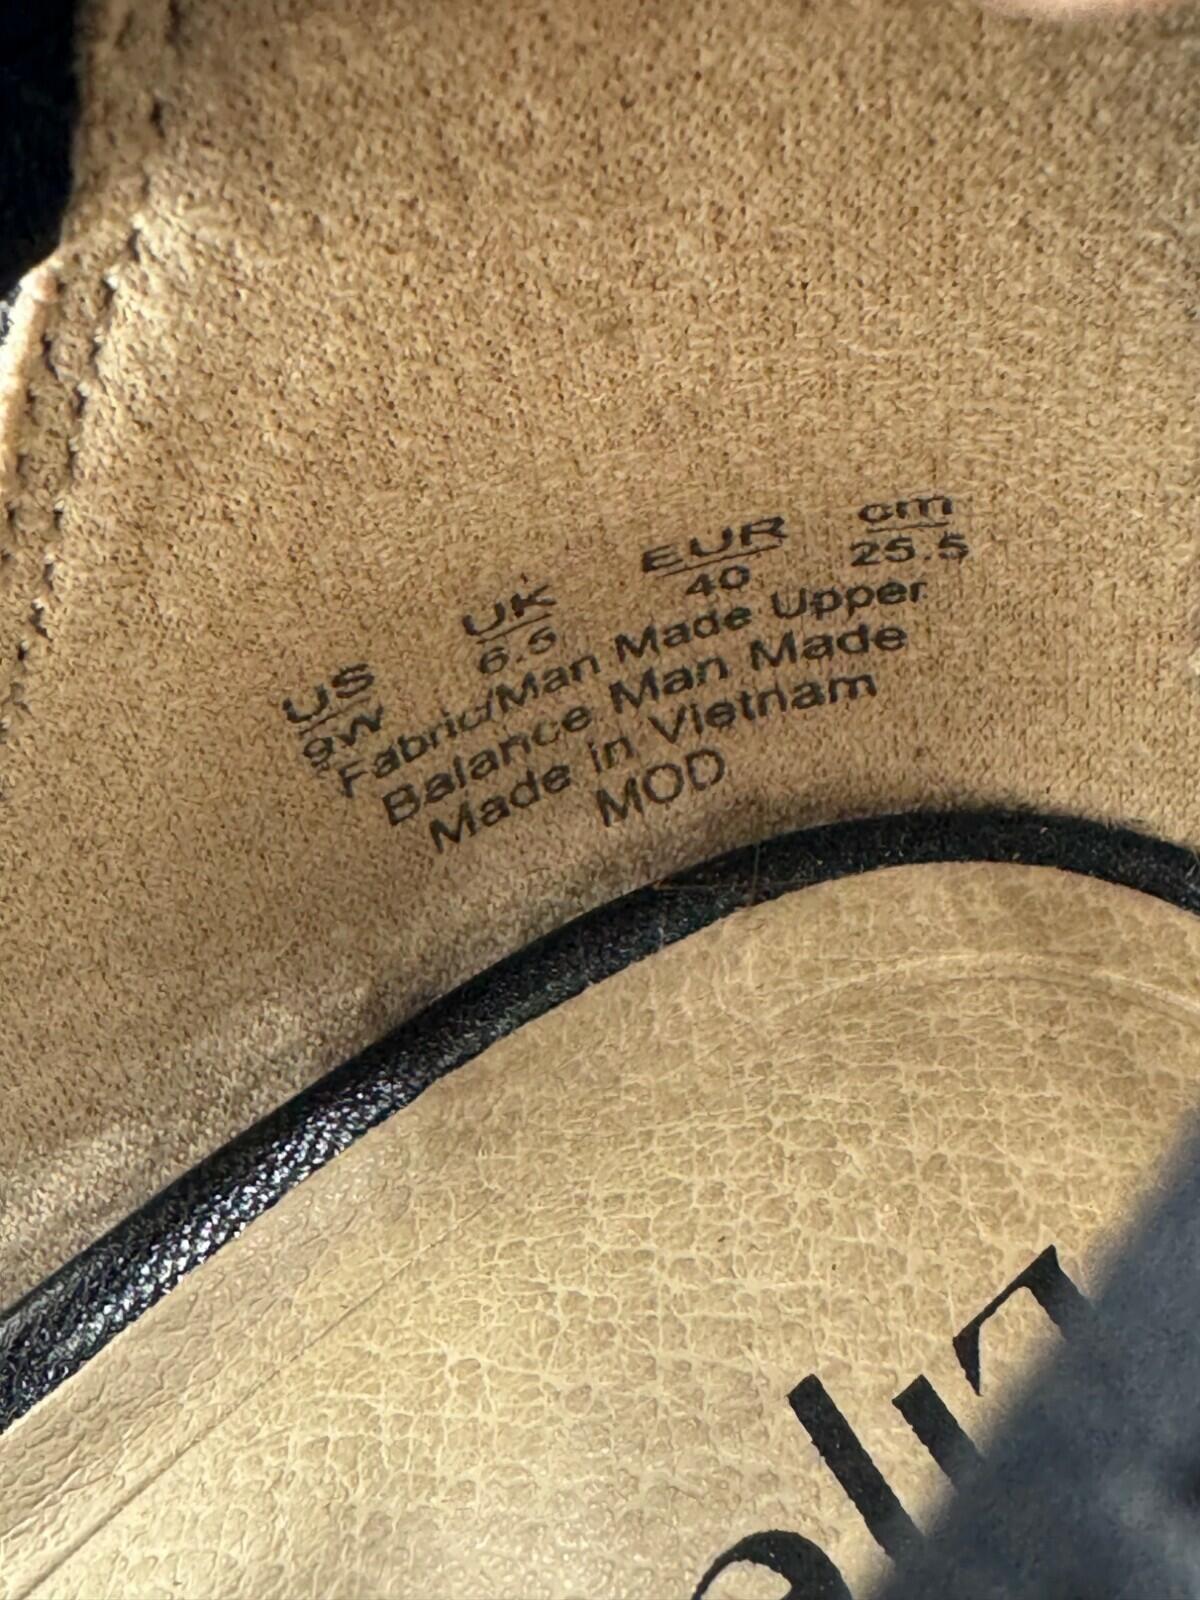 US UK EUR cm
9W 6.5 40 25.5
Fabric/Man Made Upper
Balance Man Made
Made in Vietnam
MOD